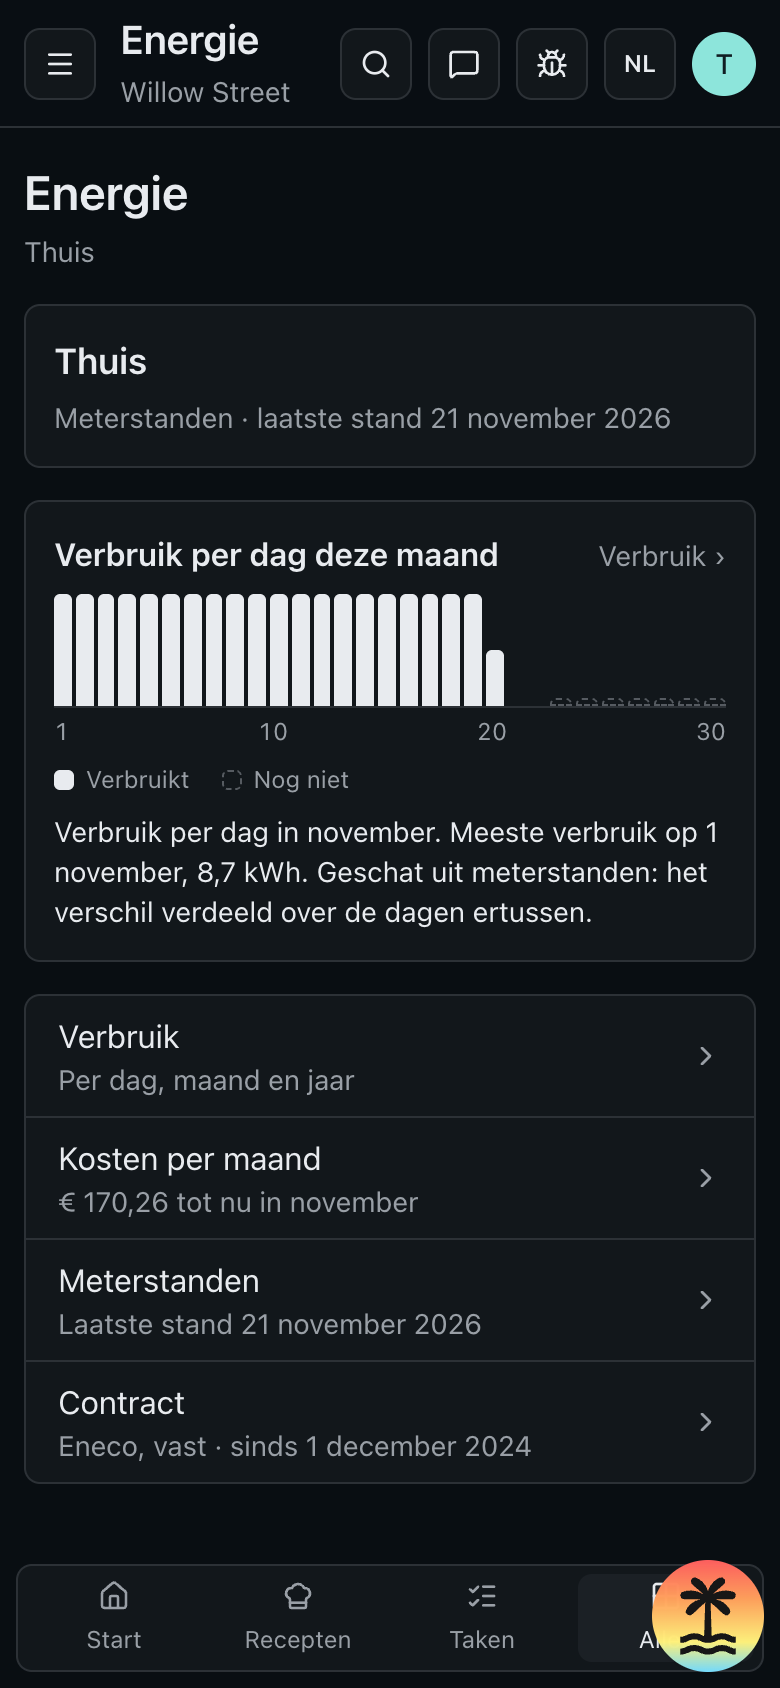 Energie
Willow Street
NL
T
Energie
Thuis
Thuis
Meterstanden · laatste stand 21 november 2026
Verbruik per dag deze maand
Verbruik ›
1 10 20 30
Verbruikt
Nog niet
Verbruik per dag in november. Meeste verbruik op 1
november, 8,7 kWh. Geschat uit meterstanden: het
verschil verdeeld over de dagen ertussen.
Verbruik
Per dag, maand en jaar
Kosten per maand
€ 170,26 tot nu in november
Meterstanden
Laatste stand 21 november 2026
Contract
Eneco, vast · sinds 1 december 2024
Start
Recepten
Taken